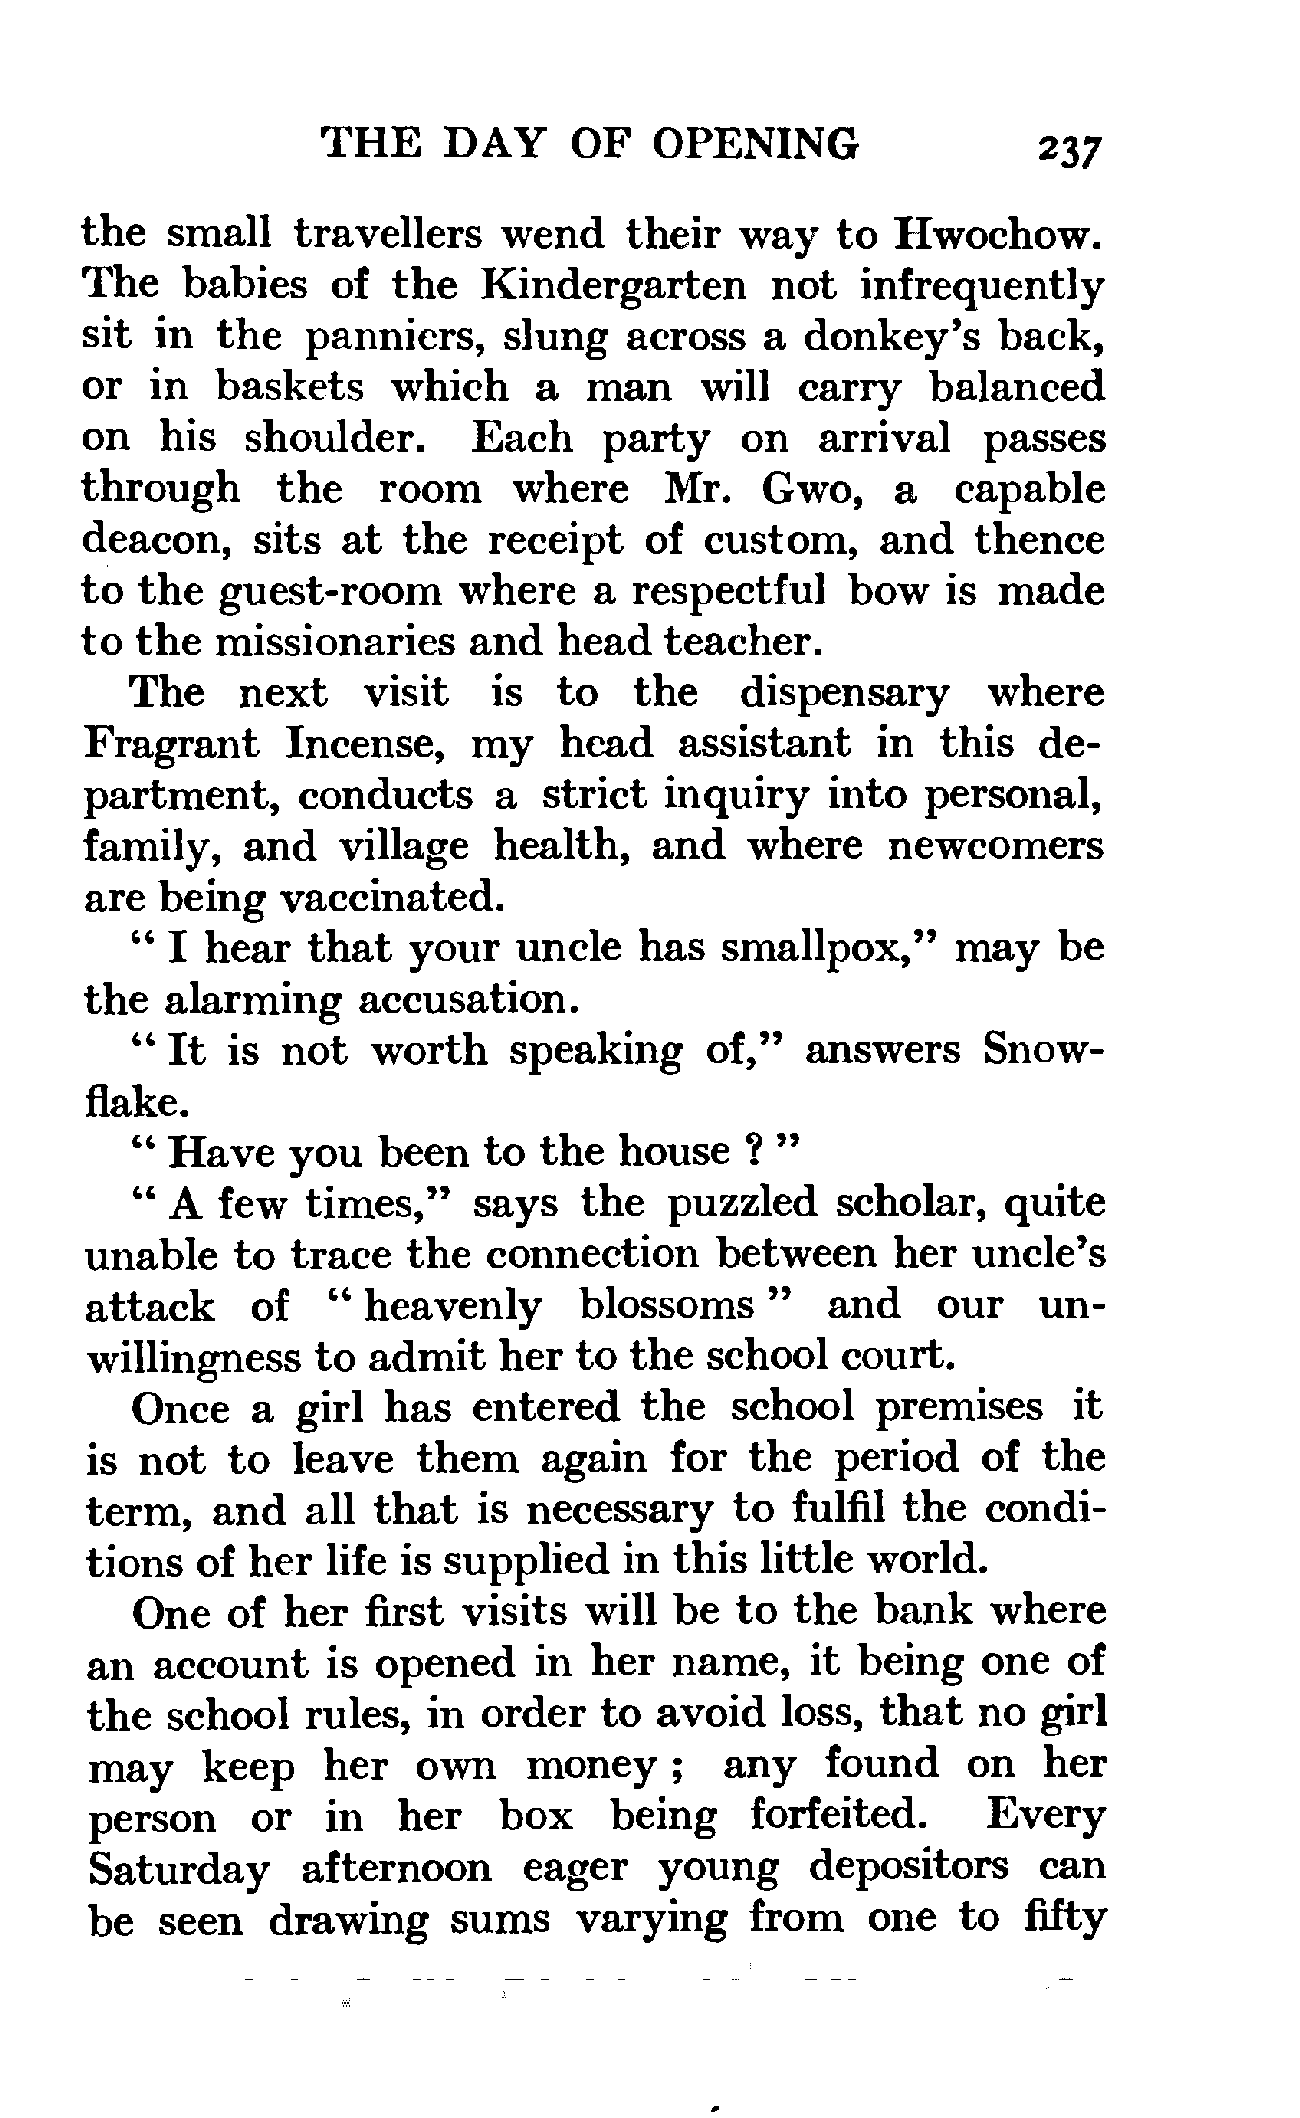 THE DAY OF OPENING 237
the small travellers wend their way to Hwochow.
The babies of the Kindergarten not infrequently
sit in the panniers, slung across a donkey's back,
or in baskets which a man will carry balanced
on his shoulder. Each party on arrival passes
through the room where Mr. Gwo, a capable
deacon, sits at the receipt of custom, and thence
to the guest-room where a respectful bow is made
to the missionaries and head teacher.
The next visit is to the dispensary where
Fragrant Incense, my head assistant in this de-
partment, conducts a strict inquiry into personal,
family, and village health, and where newcomers
are being vaccinated.
" I hear that your uncle has smallpox," may be
the alarming accusation.
" It is not worth speaking of," answers Snow-
flake.
" Have you been to the house ? "
" A few times," says the puzzled scholar, quite
unable to trace the connection between her uncle's
attack of " heavenly blossoms " and our un-
willingness to admit her to the school court.
Once a girl has entered the school premises it
is not to leave them again for the period of the
term, and all that is necessary to fulfil the condi-
tions of her life is supplied in this little world.
One of her first visits will be to the bank where
an account is opened in her name, it being one of
the school rules, in order to avoid loss, that no girl
may keep her own money ; any found on her
person or in her box being forfeited. Every
Saturday afternoon eager young depositors can
be seen drawing sums varying from one to fifty